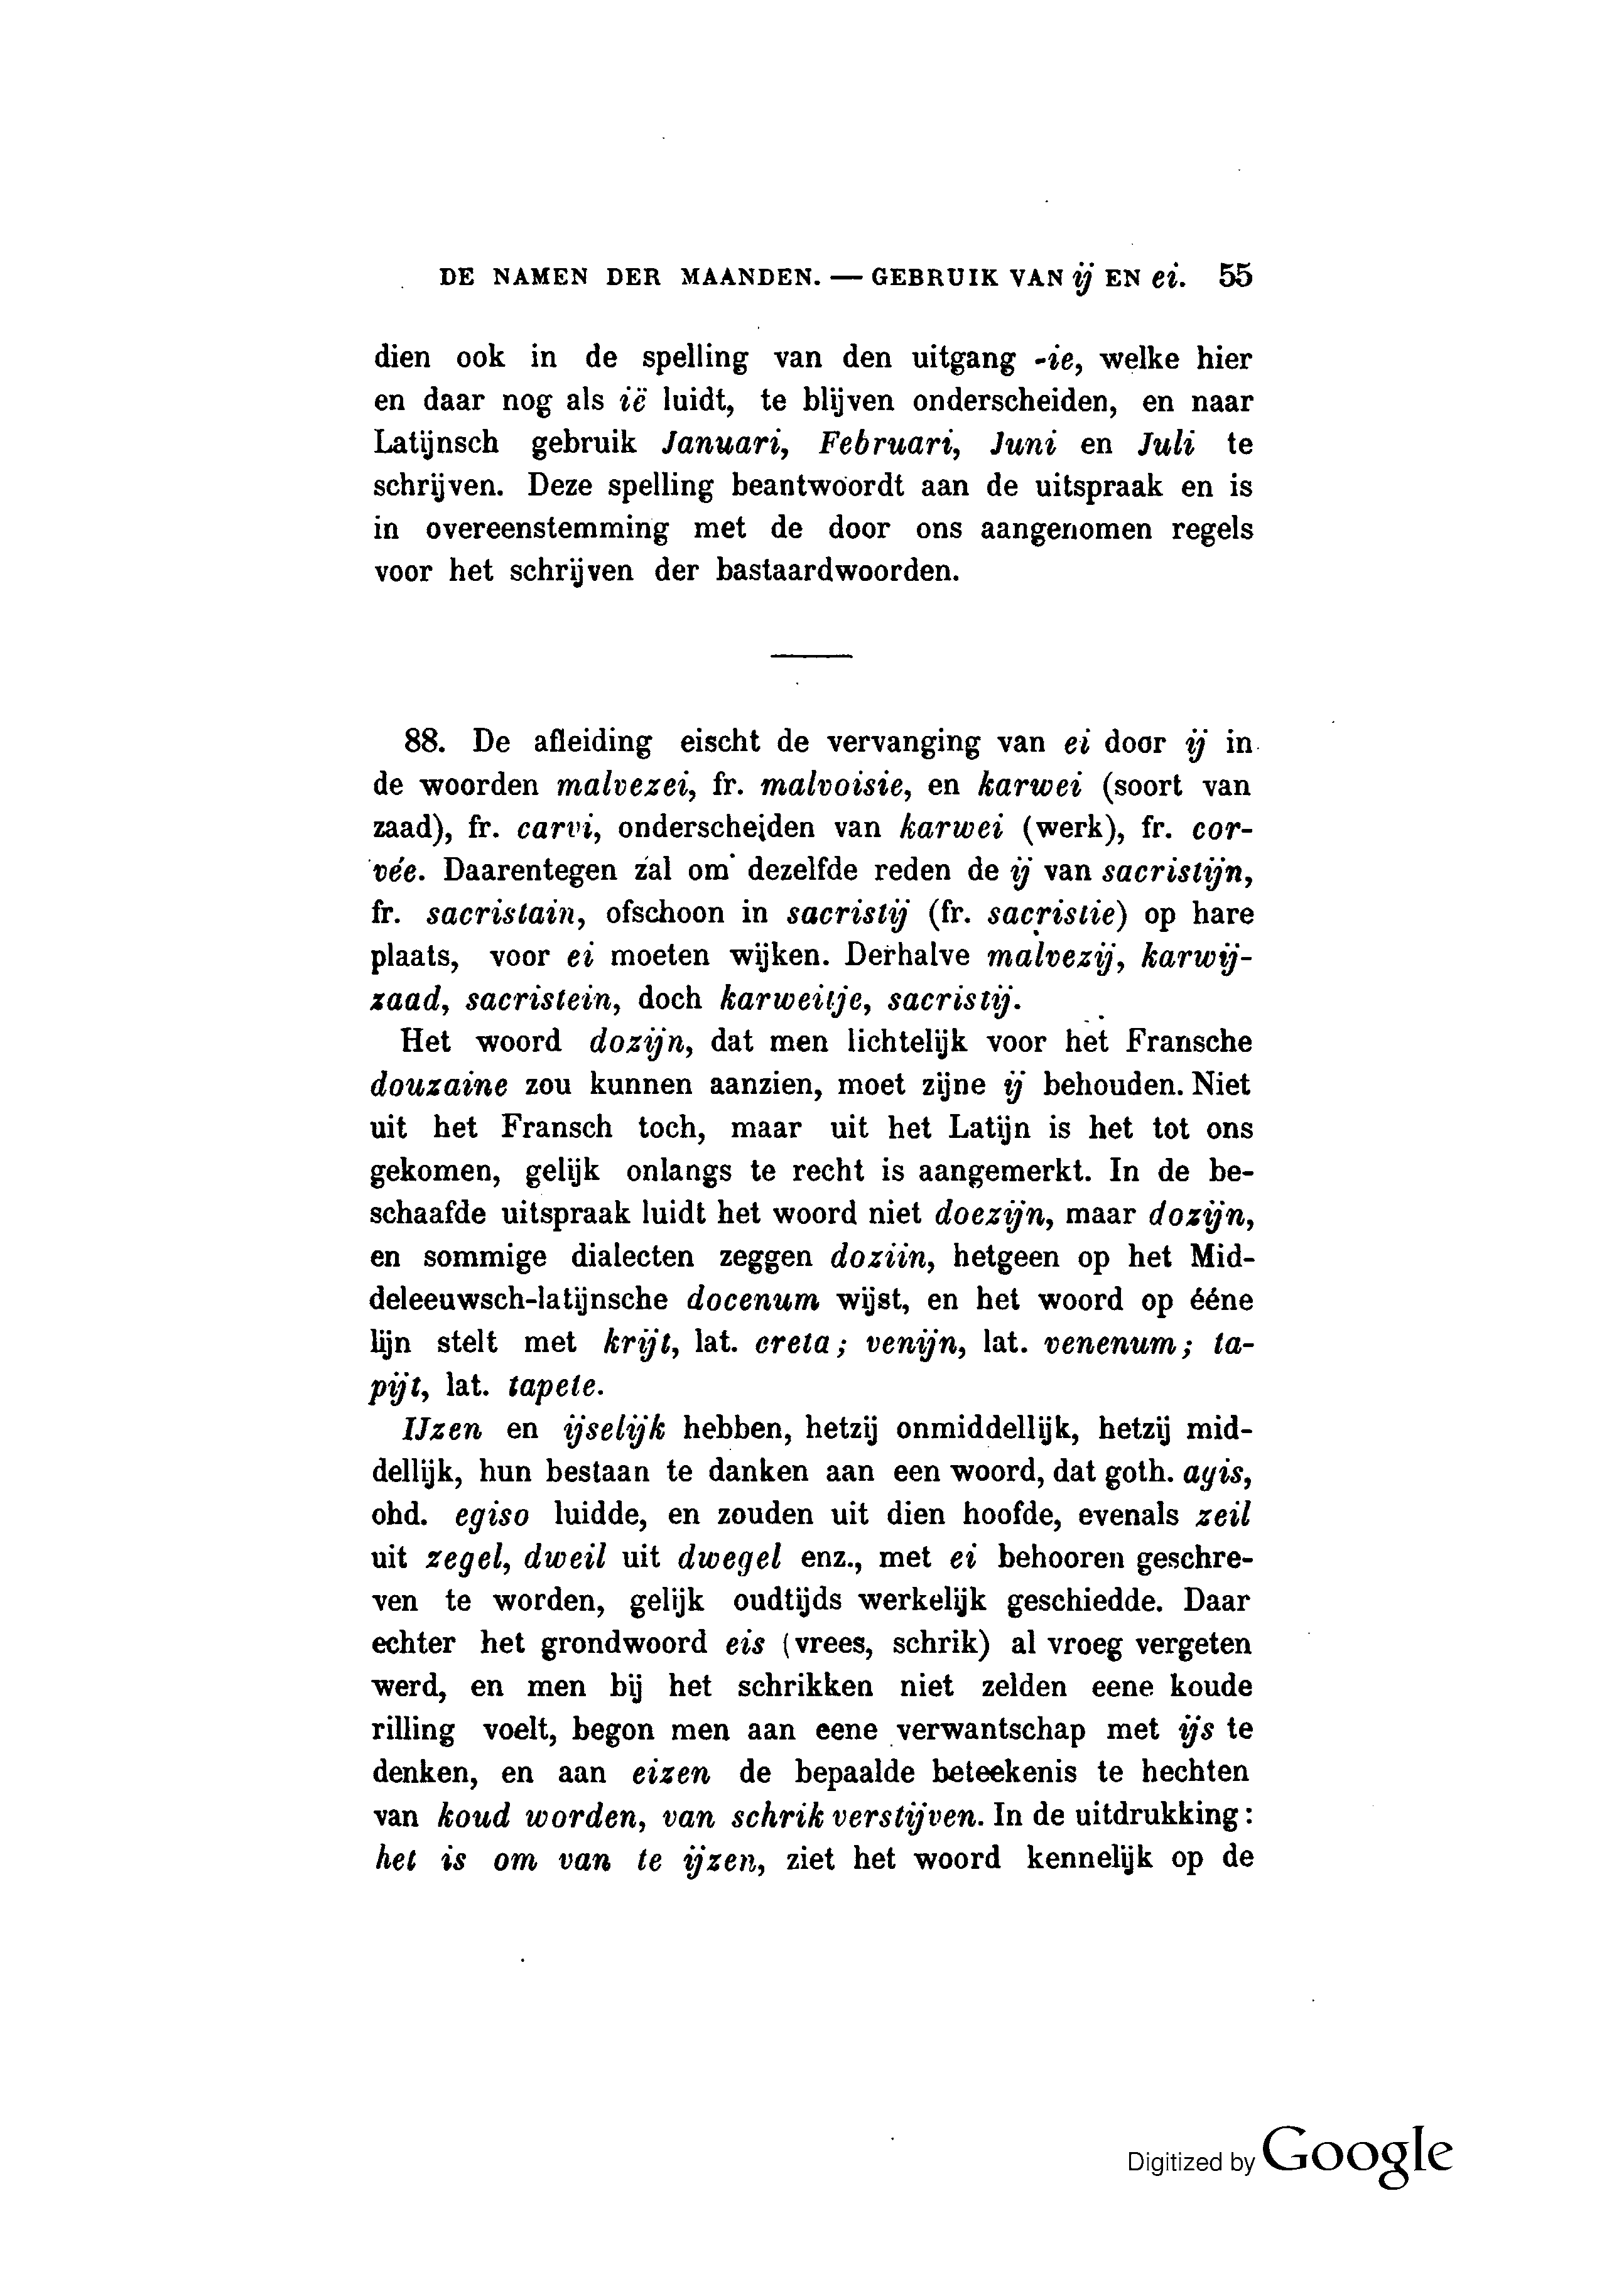 DE NAMEN DER MAANDEN. — GEBRUIK VAN ij EN ei. 55
dien ook in de spelling van den uitgang -ie, welke hier
en daar nog als ië luidt, te blijven onderscheiden, en naar
Latijnsch gebruik Januari, Februari, Juni en Juli te
schrijven. Deze spelling beantwoordt aan de uitspraak en is
in overeenstemming met de door ons aangenomen regels
voor het schrijven der bastaardwoorden.
88. De afleiding eischt de vervanging van ei door ij in
de woorden malvezei, fr. malvoisie, en karwei (soort van
zaad), fr. carvi, onderscheiden van karwei (werk), fr. cor-
vée. Daarentegen zal om dezelfde reden de ij van sacristijn,
fr. sacristain, ofschoon in sacristij (fr. sacristie) op hare
plaats, voor ei moeten wijken. Derhalve malvezij, karwij-
zaad, sacristein, doch karweitje, sacristij.
Het woord dozijn, dat men lichtelijk voor het Fransche
douzaine zou kunnen aanzien, moet zijne ij behouden. Niet
uit het Fransch toch, maar uit het Latijn is het tot ons
gekomen, gelijk onlangs te recht is aangemerkt. In de be-
schaafde uitspraak luidt het woord niet doezijn, maar dozijn,
en sommige dialecten zeggen doziin, hetgeen op het Mid-
deleeuwsch-latijnsche docenum wijst, en het woord op ééne
lijn stelt met krijt, lat. creta; venijn, lat. venenum; ta-
pijt, lat. tapete.
IJzen en ijselijk hebben, hetzij onmiddellijk, hetzij mid-
dellijk, hun bestaan te danken aan een woord, dat goth. agis,
ohd. egiso luidde, en zouden uit dien hoofde, evenals zeil
uit zegel, dweil uit dwegel enz., met ei behooren geschre-
ven te worden, gelijk oudtijds werkelijk geschiedde. Daar
echter het grondwoord eis (vrees, schrik) al vroeg vergeten
werd, en men bij het schrikken niet zelden eene koude
rilling voelt, begon men aan eene verwantschap met ijs te
denken, en aan eizen de bepaalde beteekenis te hechten
van koud worden, van schrik verstijven. In de uitdrukking:
het is om van te ijzen, ziet het woord kennelijk op de
Digitized by Google